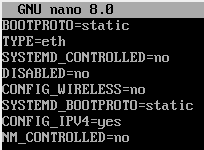 GNU nano 8.0
BOOTPROTO=static
TYPE=eth
SYSTEMD_CONTROLLED=no
DISABLED=no
CONFIG_WIRELESS=no
SYSTEMD_BOOTPROTO=static
CONFIG_IPV4=yes
NM_CONTROLLED=no